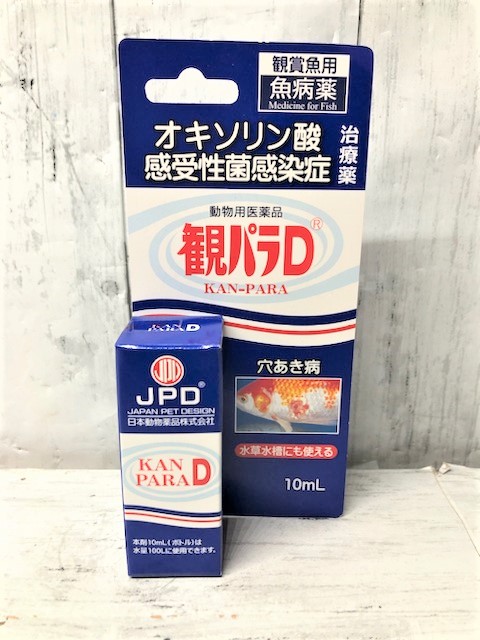 観賞魚用
魚病薬
Medicine for Fish
オキソリン酸
感受性菌感染症
治療薬
動物用医薬品
観パラD®
KAN-PARA
穴あき病
水草水槽にも使える
10mL
KAN
PARA D
JPD
JPD®
JAPAN PET DESIGN
日本動物薬品株式会社
KAN
PARA D
本剤10mL(ボトル)は
水量100Lに使用できます。